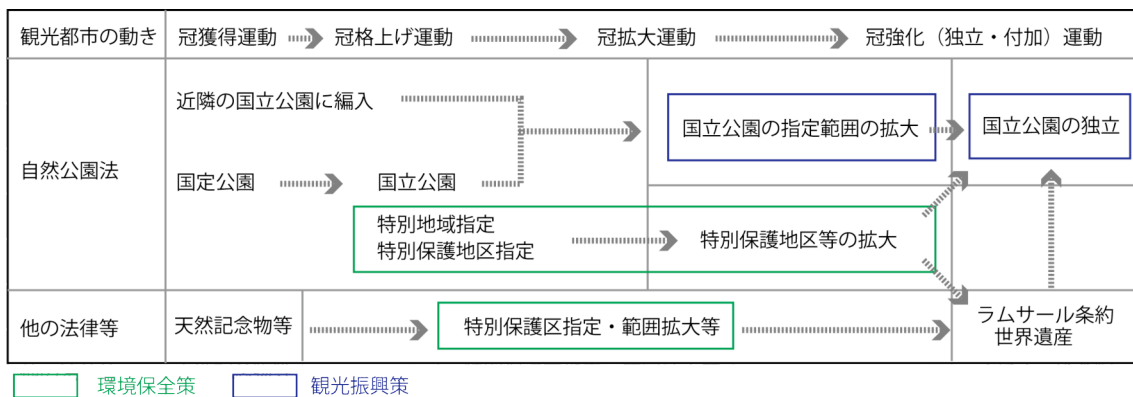 観光都市の動き
冠獲得運動
冠格上げ運動
冠拡大運動
冠強化（独立・付加）運動
自然公園法
近隣の国立公園に編入
国定公園
国立公園
国立公園の指定範囲の拡大
国立公園の独立
特別地域指定
特別保護地区指定
特別保護地区等の拡大
他の法律等
天然記念物等
特別保護区指定・範囲拡大等
ラムサール条約
世界遺産
環境保全策
観光振興策